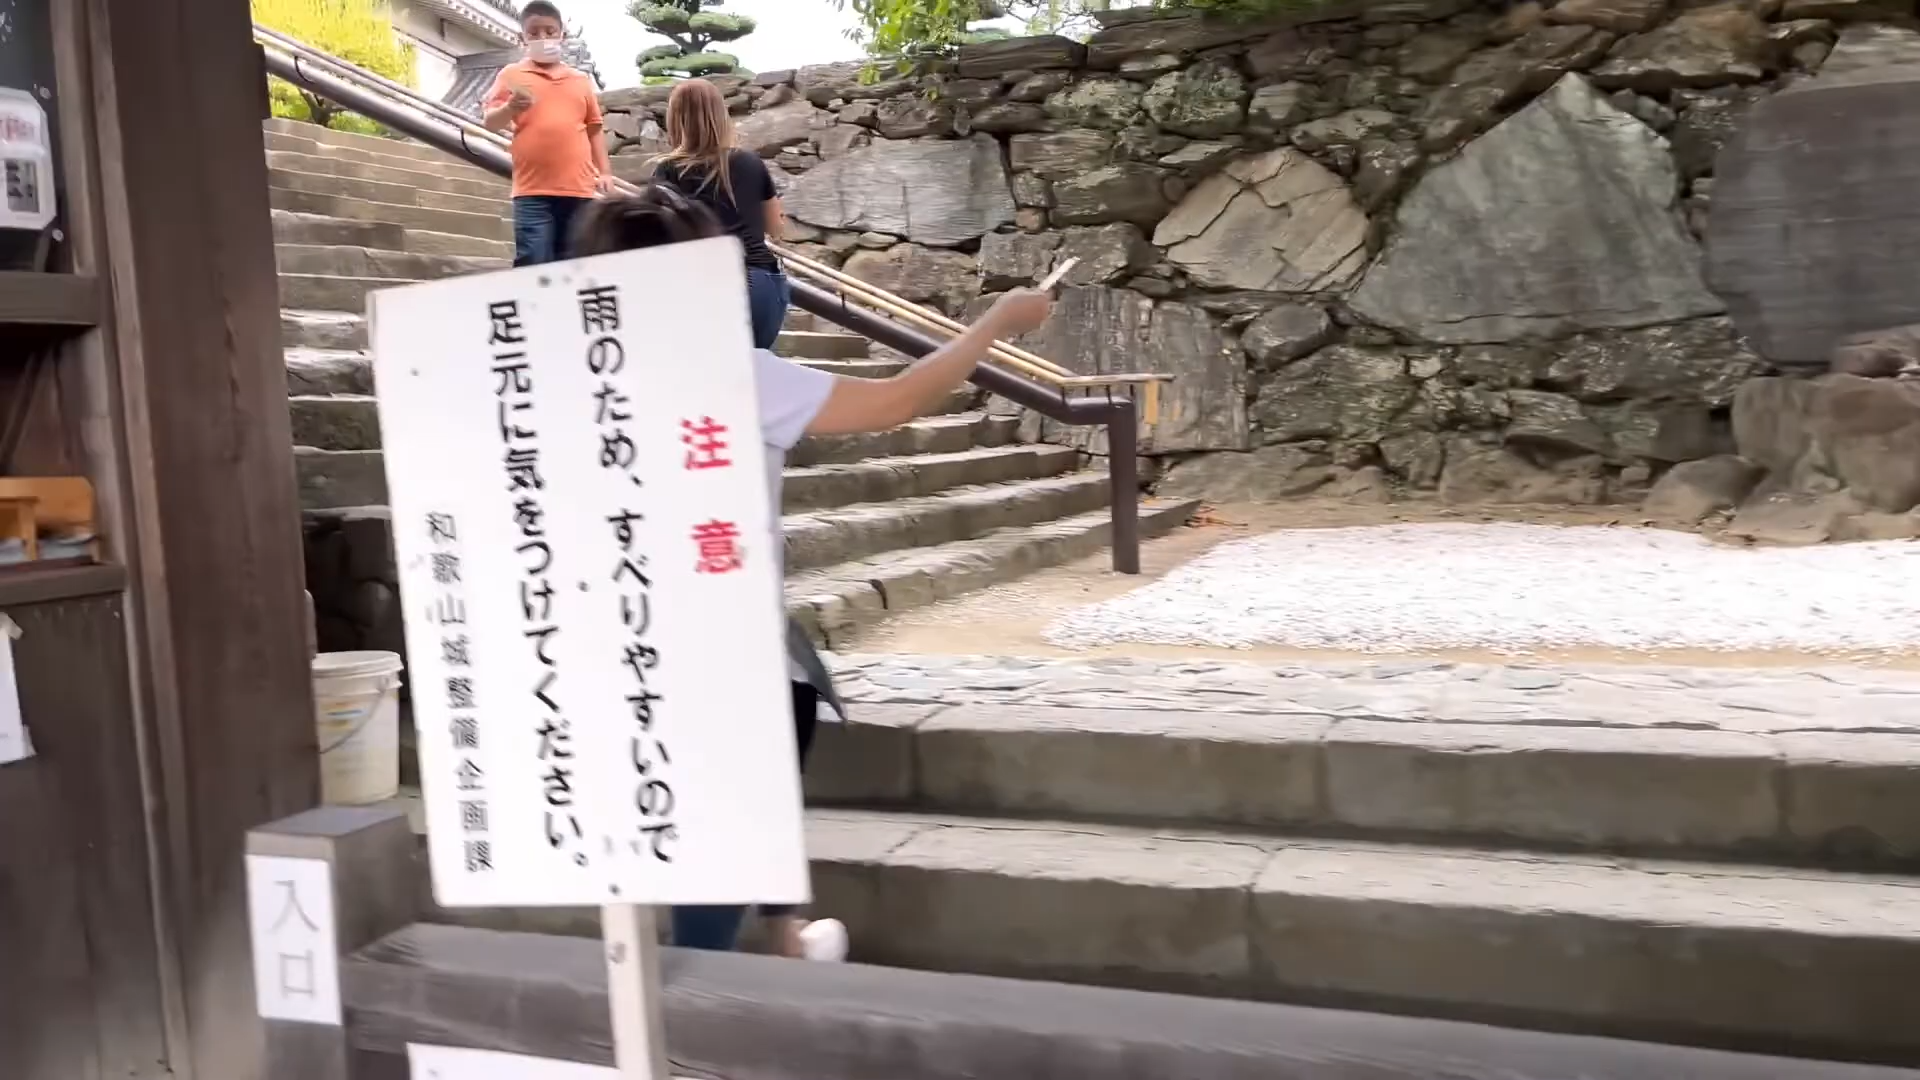 注意
雨のため、すべりやすいので
足元に気をつけてください。
和歌山城整備企画課
入口